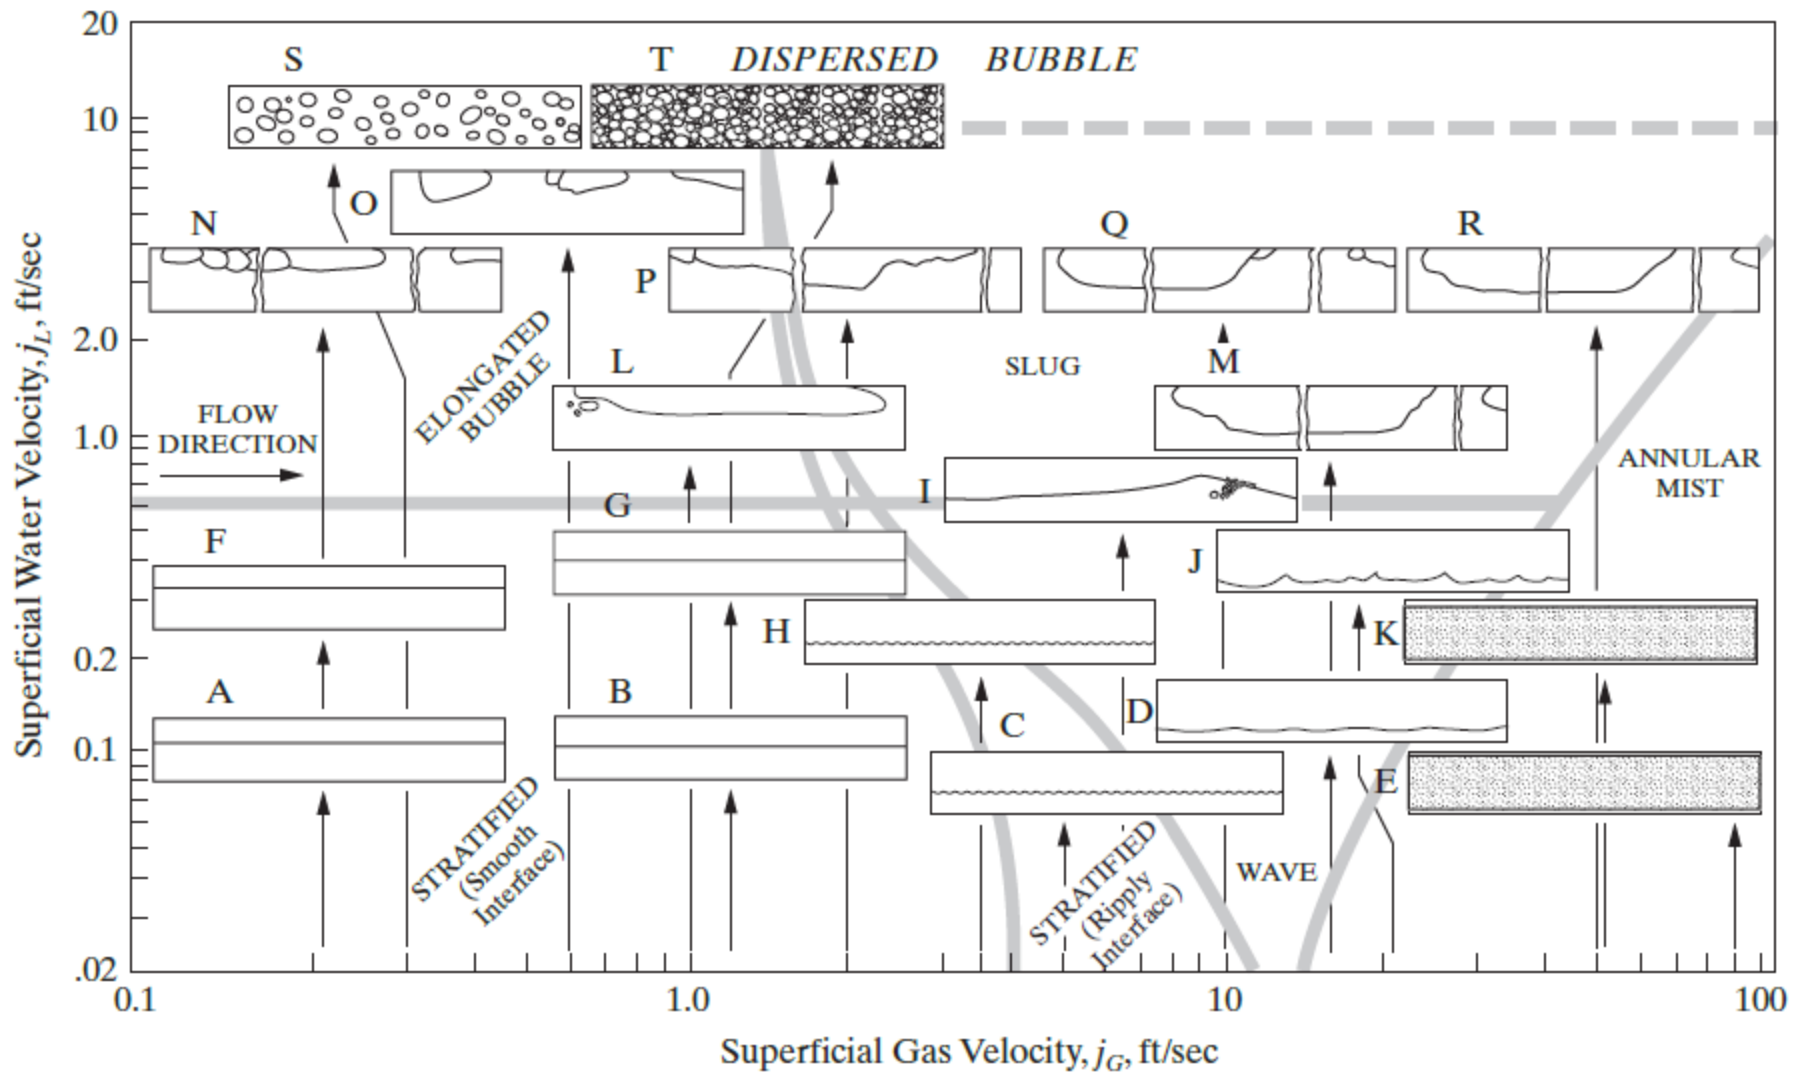 20
S
T
DISPERSED BUBBLE
10
O
N
Q
R
P
2.0
L
SLUG
M
ELONGATED
BUBBLE
FLOW
DIRECTION
1.0
ANNULAR
MIST
I
G
F
J
H
K
0.2
A
B
C
D
0.1
E
STRATIFIED
(Smooth
Interface)
STRATIFIED
(Ripply
Interface)
WAVE
.02
0.1
1.0
10
100
Superficial Water Velocity, jL, ft/sec
Superficial Gas Velocity, jG, ft/sec